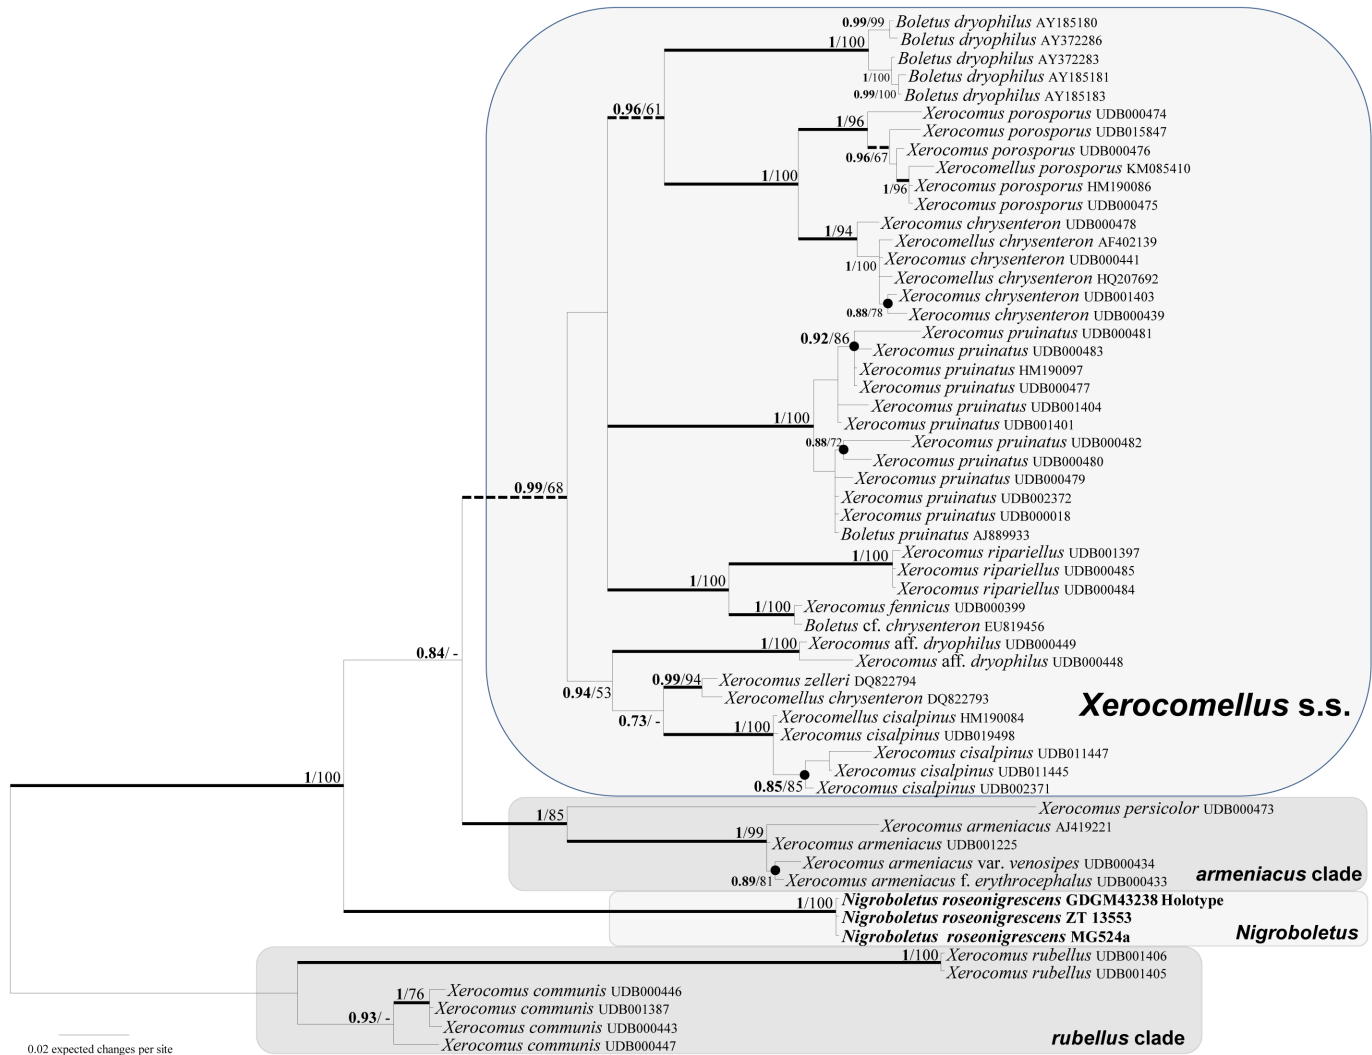 0.99/99
Boletus dryophilus AY185180
Boletus dryophilus AY372286
1/100
Boletus dryophilus AY372283
1/100
Boletus dryophilus AY185181
0.99/100
Boletus dryophilus AY185183
0.96/61
Xerocomus porosporus UDB000474
1/96
Xerocomus porosporus UDB015847
0.96/67
Xerocomus porosporus UDB000476
Xerocomellus porosporus KM085410
1/100
1/96
Xerocomus porosporus HM190086
Xerocomus porosporus UDB000475
Xerocomus chrysenteron UDB000478
1/94
Xerocomellus chrysenteron AF402139
Xerocomus chrysenteron UDB000441
1/100
Xerocomellus chrysenteron HQ207692
Xerocomus chrysenteron UDB001403
0.88/78
Xerocomus chrysenteron UDB000439
Xerocomus pruinatus UDB000481
0.92/86
Xerocomus pruinatus UDB000483
Xerocomus pruinatus HM190097
Xerocomus pruinatus UDB000477
Xerocomus pruinatus UDB001404
1/100
Xerocomus pruinatus UDB001401
0.88/72
Xerocomus pruinatus UDB000482
Xerocomus pruinatus UDB000480
Xerocomus pruinatus UDB000479
0.99/68
Xerocomus pruinatus UDB002372
Xerocomus pruinatus UDB000018
Boletus pruinatus AJ889933
1/100
Xerocomus ripariellus UDB001397
Xerocomus ripariellus UDB000485
1/100
Xerocomus ripariellus UDB000484
1/100
Xerocomus fennicus UDB000399
Boletus cf. chrysenteron EU819456
1/100
Xerocomus aff. dryophilus UDB000449
0.84/ -
Xerocomus aff. dryophilus UDB000448
0.94/53
0.99/94
Xerocomus zelleri DQ822794
Xerocomellus chrysenteron DQ822793
Xerocomellus s.s.
0.73/ -
Xerocomellus cisalpinus HM190084
1/100
Xerocomus cisalpinus UDB019498
Xerocomus cisalpinus UDB011447
1/100
Xerocomus cisalpinus UDB011445
0.85/85
Xerocomus cisalpinus UDB002371
Xerocomus persicolor UDB000473
1/85
Xerocomus armeniacus AJ419221
1/99
Xerocomus armeniacus UDB001225
Xerocomus armeniacus var. venosipes UDB000434
0.89/81
Xerocomus armeniacus f. erythrocephalus UDB000433
armeniacus clade
1/100
Nigroboletus roseonigrescens GDGM43238 Holotype
Nigroboletus roseonigrescens ZT 13553
Nigroboletus roseonigrescens MG524a
Nigroboletus
1/100
Xerocomus rubellus UDB001406
Xerocomus rubellus UDB001405
1/76
Xerocomus communis UDB000446
Xerocomus communis UDB001387
0.93/ -
Xerocomus communis UDB000443
Xerocomus communis UDB000447
rubellus clade
0.02 expected changes per site